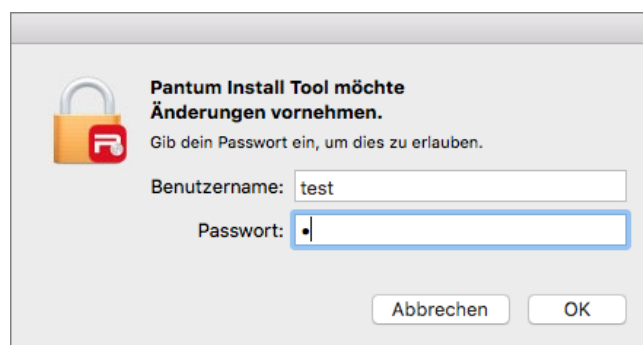 Pantum Install Tool möchte
Änderungen vornehmen.
Gib dein Passwort ein, um dies zu erlauben.
Benutzername: test
Passwort: •
Abbrechen OK